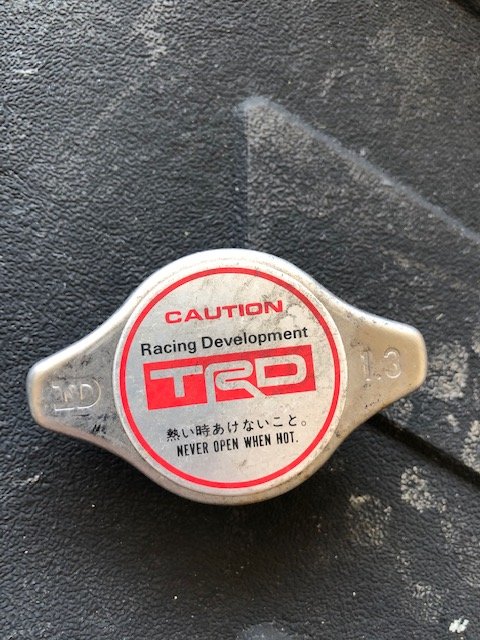 CAUTION
Racing Development
TRD
熱い時あけないこと。
NEVER OPEN WHEN HOT.
1.3